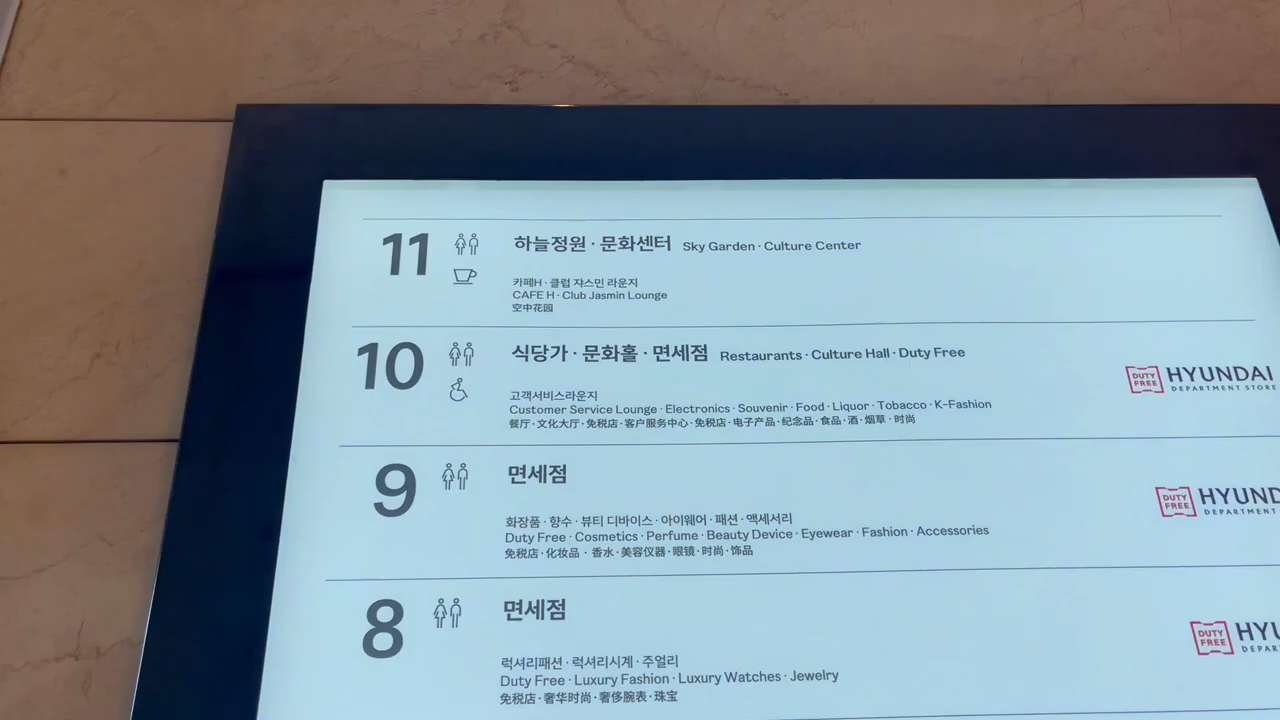 11
하늘정원 · 문화센터 Sky Garden · Culture Center
카페H · 클럽 쟈스민 라운지
CAFE H · Club Jasmin Lounge
空中花园
10
식당가 · 문화홀 · 면세점 Restaurants · Culture Hall · Duty Free
고객서비스라운지
Customer Service Lounge · Electronics · Souvenir · Food · Liquor · Tobacco · K-Fashion
餐厅 · 文化大厅 · 免税店 · 客户服务中心 · 免税店 · 电子产品 · 纪念品 · 食品 · 酒 · 烟草 · 时尚
DUTY FREE HYUNDAI
DEPARTMENT STORE
9
면세점
화장품 · 향수 · 뷰티 디바이스 · 아이웨어 · 패션 · 액세서리
Duty Free · Cosmetics · Perfume · Beauty Device · Eyewear · Fashion · Accessories
免税店 · 化妆品 · 香水 · 美容仪器 · 眼镜 · 时尚 · 饰品
DUTY FREE HYUND
DEPARTMENT
8
면세점
럭셔리패션 · 럭셔리시계 · 주얼리
Duty Free · Luxury Fashion · Luxury Watches · Jewelry
免税店 · 奢华时尚 · 奢侈腕表 · 珠宝
DUTY FREE HYU
DEPAR